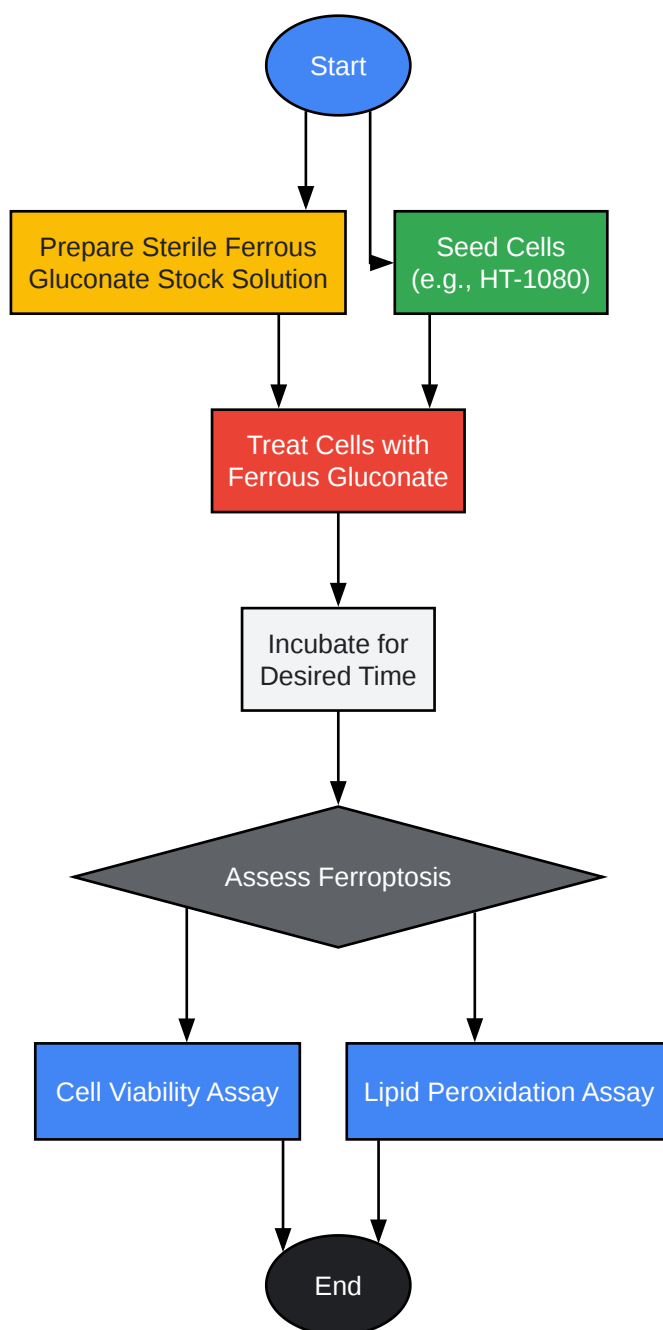 Start
Prepare Sterile Ferrous
Gluconate Stock Solution
Seed Cells
(e.g., HT-1080)
Treat Cells with
Ferrous Gluconate
Incubate for
Desired Time
Assess Ferroptosis
Cell Viability Assay
Lipid Peroxidation Assay
End